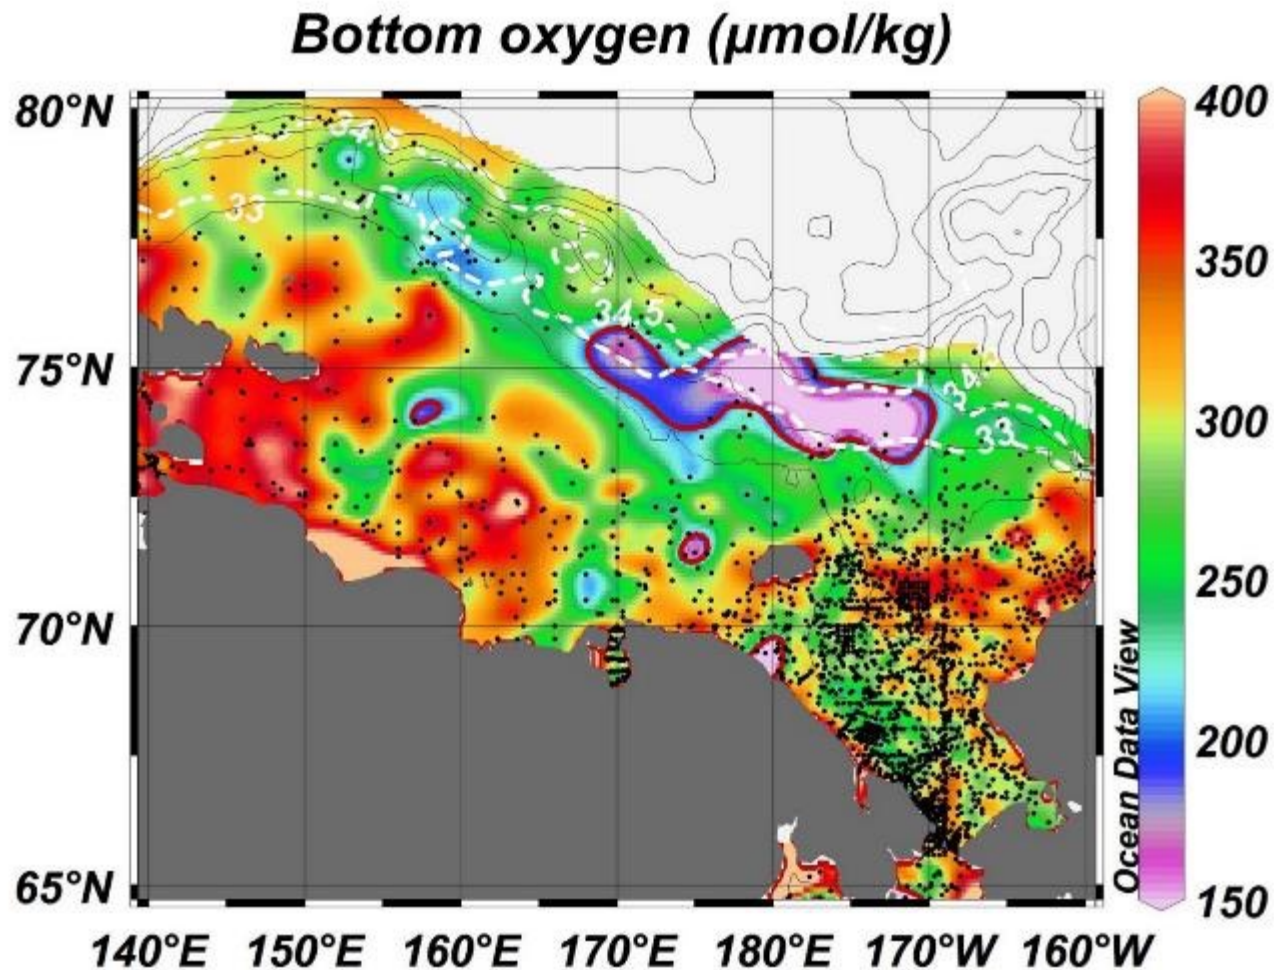 Bottom oxygen (μmol/kg)
80°N
75°N
70°N
65°N
140°E 150°E 160°E 170°E 180°E 170°W 160°W
34.5
33
34.5
34.5
33
400
350
300
250
200
150
Ocean Data View